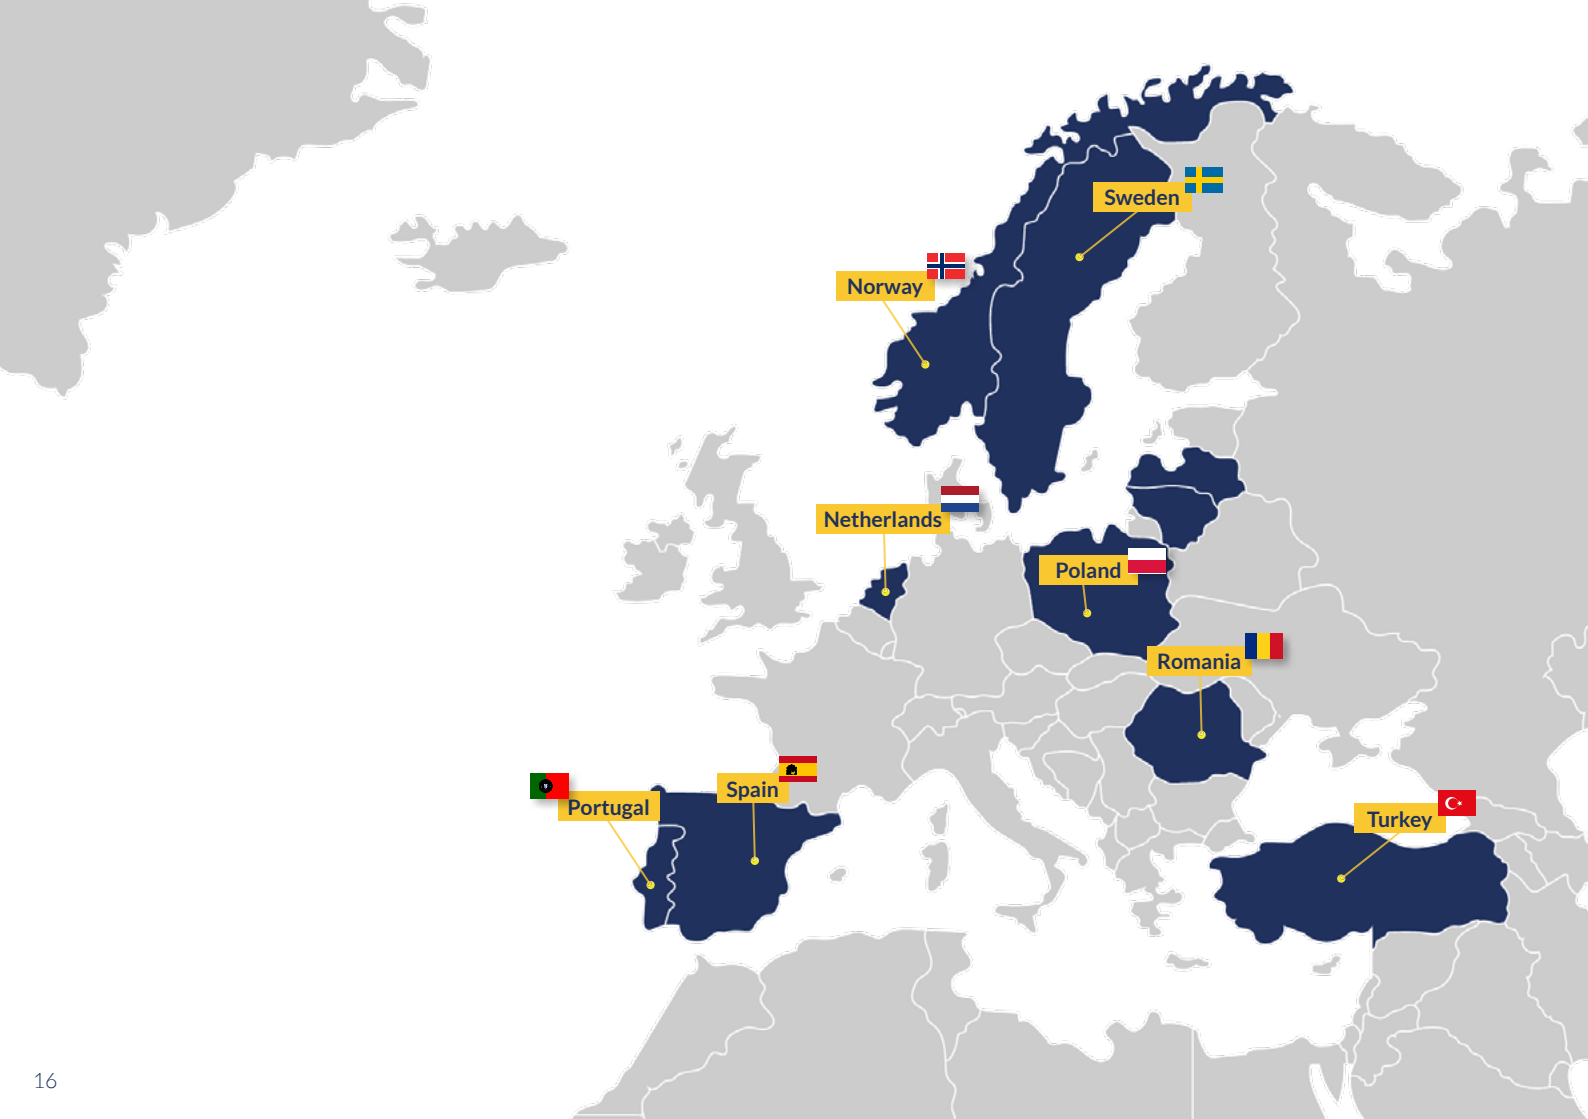 Sweden
Norway
Netherlands
Poland
Romania
Spain
Portugal
Turkey
16